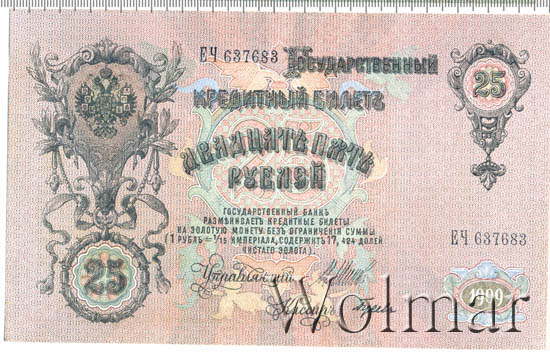 ЕЧ 637683
Государственный
Кредитный Билетъ
25
Двадцать пять
Рублей
Государственный Банкъ
размѣниваетъ кредитные билеты
на золотую монету безъ ограниченія суммы
(1 рубль = 1/15 имперіала, содержитъ 17,424 долей
чистаго золота).
ЕЧ 637683
25
Управляющій
Кассиръ
1909
Wolmar